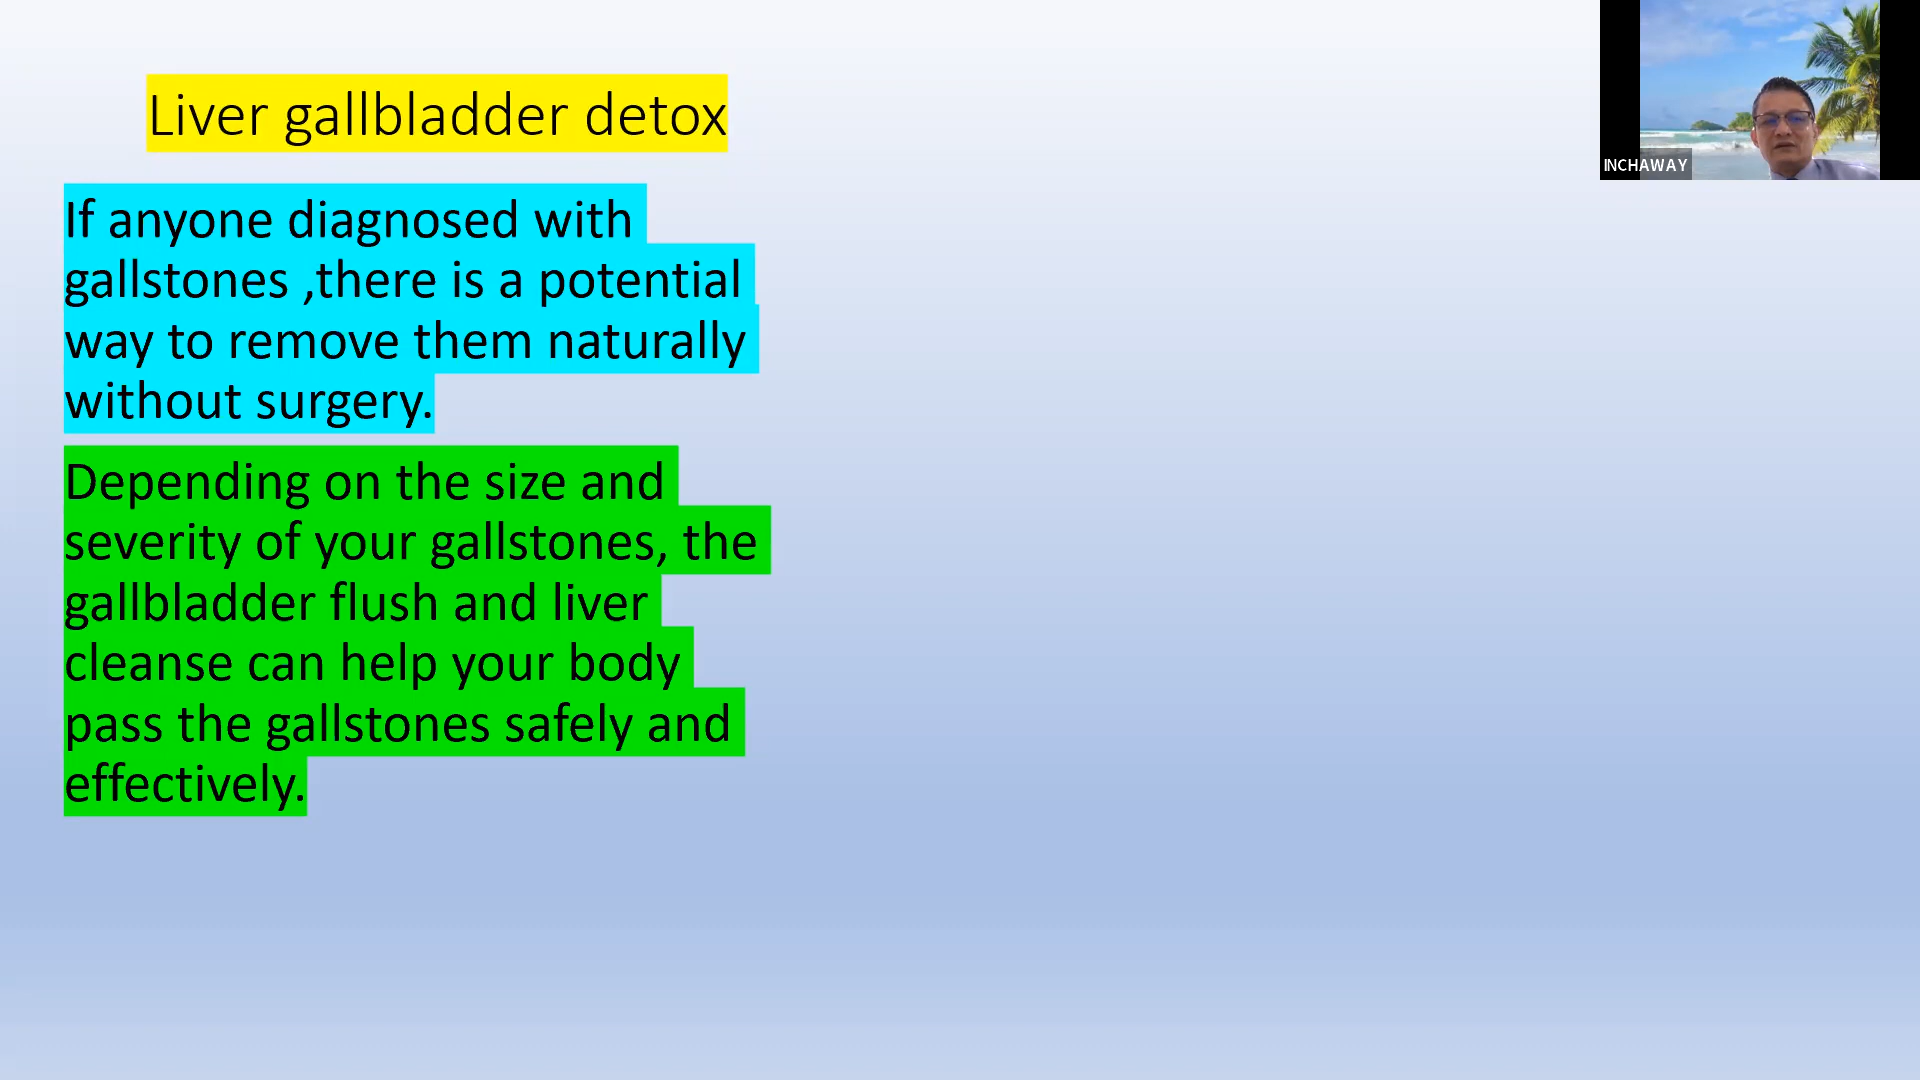 Liver gallbladder detox
INCHAWAY
If anyone diagnosed with
gallstones ,there is a potential
way to remove them naturally
without surgery.
Depending on the size and
severity of your gallstones, the
gallbladder flush and liver
cleanse can help your body
pass the gallstones safely and
effectively.